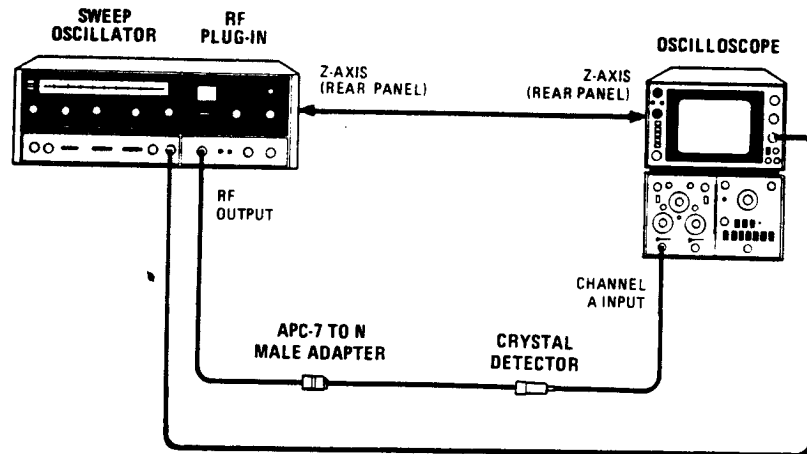 SWEEP
OSCILLATOR
RF
PLUG-IN
OSCILLOSCOPE
Z-AXIS
(REAR PANEL)
Z-AXIS
(REAR PANEL)
RF
OUTPUT
CHANNEL
A INPUT
APC-7 TO N
MALE ADAPTER
CRYSTAL
DETECTOR